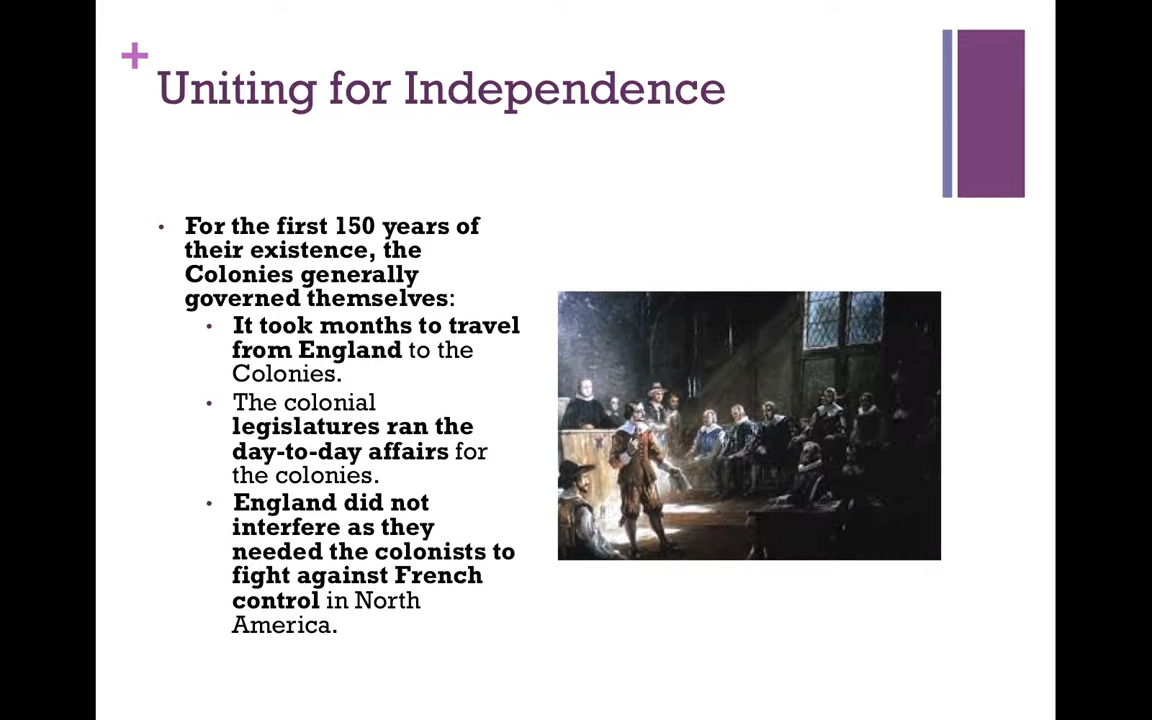 +
Uniting for Independence
• For the first 150 years of
their existence, the
Colonies generally
governed themselves:
• It took months to travel
from England to the
Colonies.
• The colonial
legislatures ran the
day-to-day affairs for
the colonies.
• England did not
interfere as they
needed the colonists to
fight against French
control in North
America.